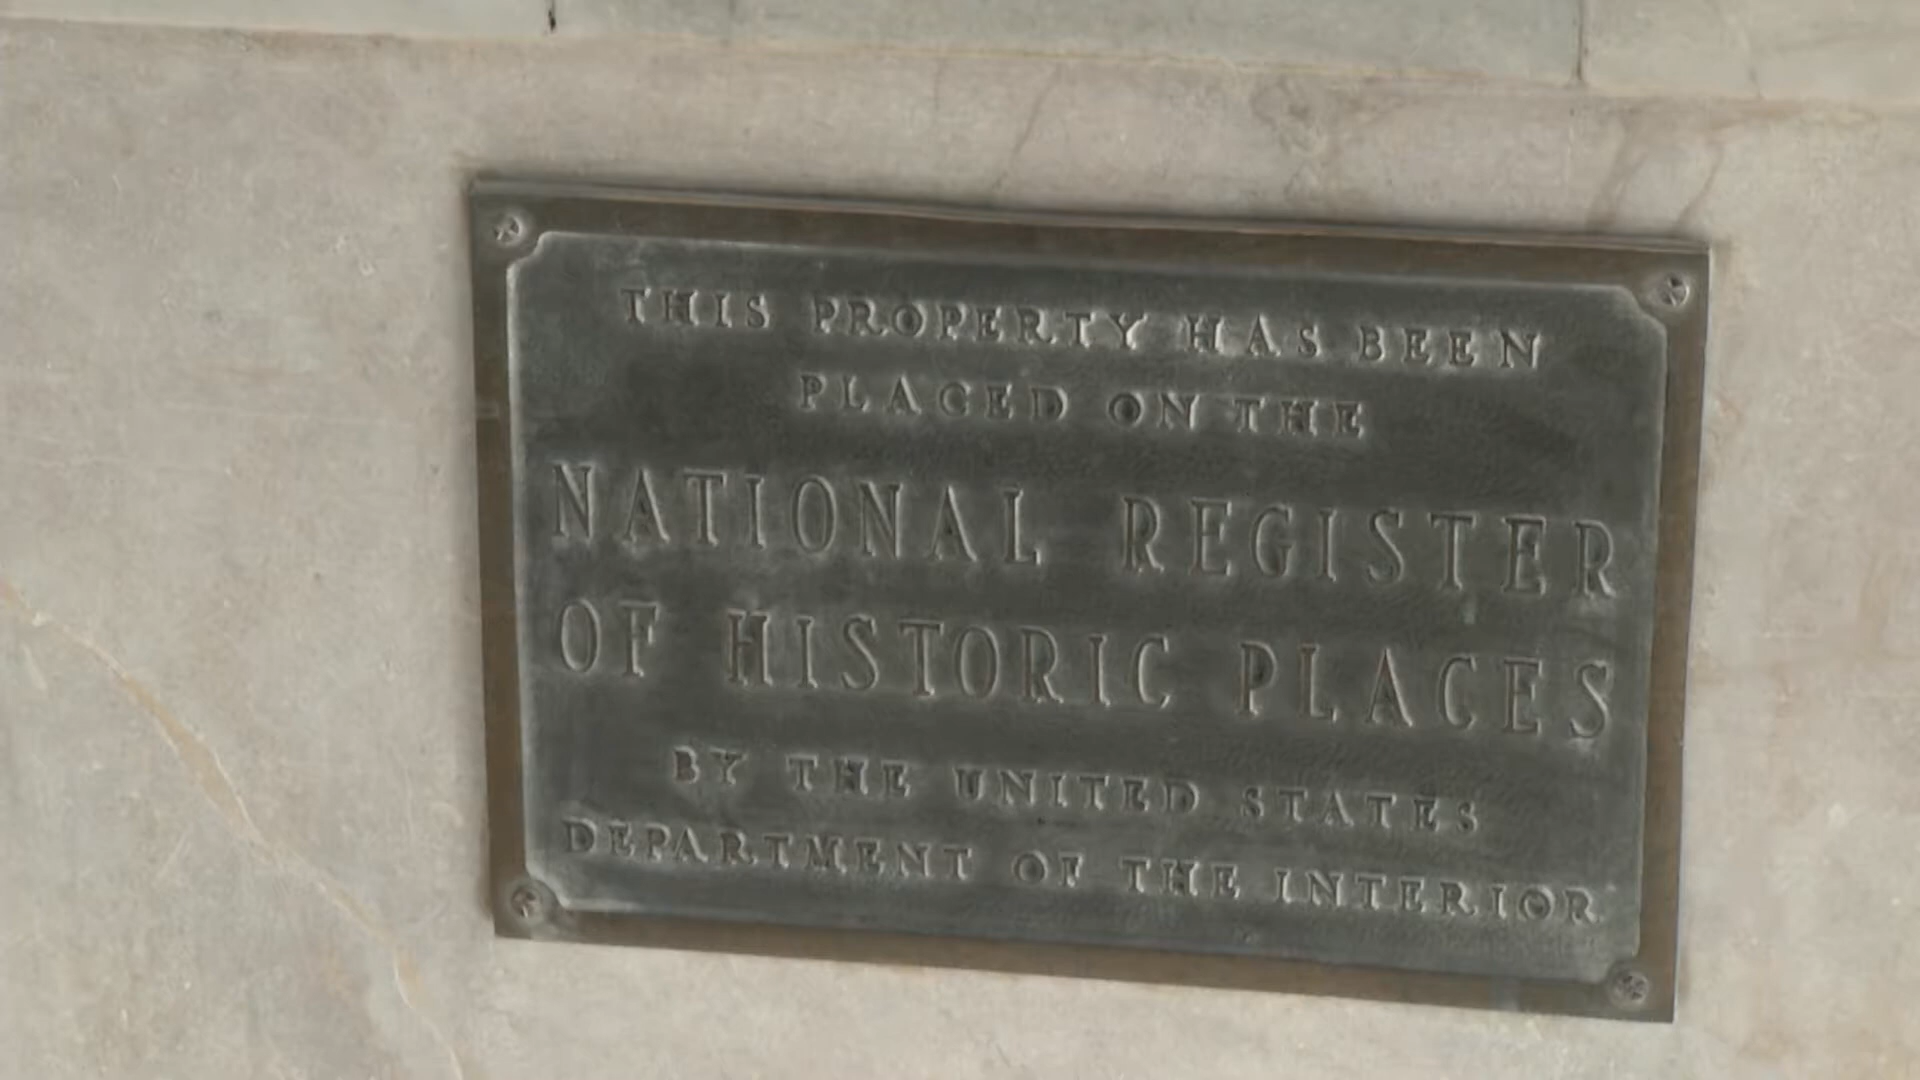 THIS PROPERTY HAS BEEN
PLACED ON THE
NATIONAL REGISTER
OF HISTORIC PLACES
BY THE UNITED STATES
DEPARTMENT OF THE INTERIOR